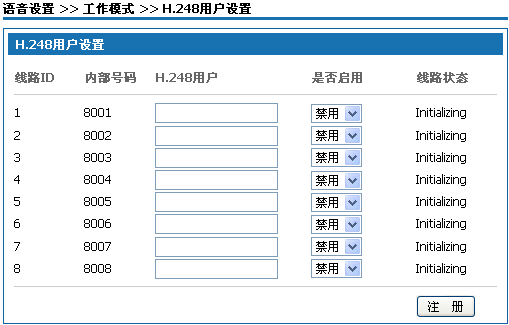 语音设置 >> 工作模式 >> H.248用户设置
H.248用户设置
线路ID 内部号码 H.248用户 是否启用 线路状态
1 8001 禁用 Initializing
2 8002 禁用 Initializing
3 8003 禁用 Initializing
4 8004 禁用 Initializing
5 8005 禁用 Initializing
6 8006 禁用 Initializing
7 8007 禁用 Initializing
8 8008 禁用 Initializing
注 册